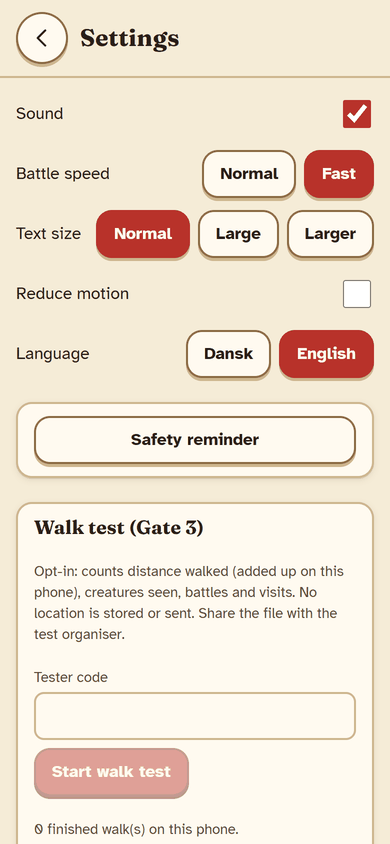 Settings
Sound
Battle speed Normal Fast
Text size Normal Large Larger
Reduce motion
Language Dansk English
Safety reminder
Walk test (Gate 3)
Opt-in: counts distance walked (added up on this
phone), creatures seen, battles and visits. No
location is stored or sent. Share the file with the
test organiser.
Tester code
Start walk test
0 finished walk(s) on this phone.